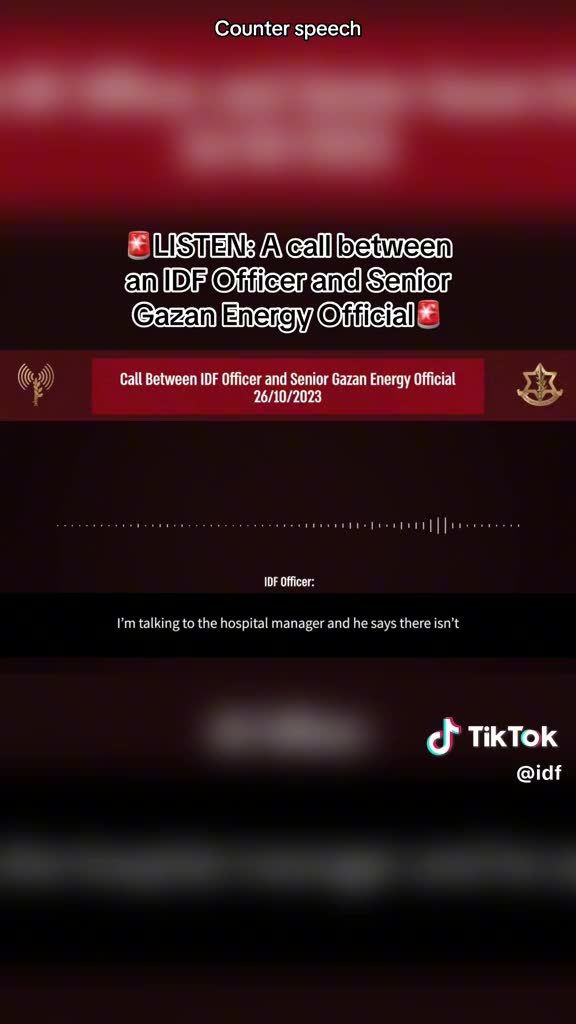 Counter speech
🚨LISTEN: A call between
an IDF Officer and Senior
Gazan Energy Official🚨
Call Between IDF Officer and Senior Gazan Energy Official
26/10/2023
IDF Officer:
I'm talking to the hospital manager and he says there isn't
TikTok
@idf